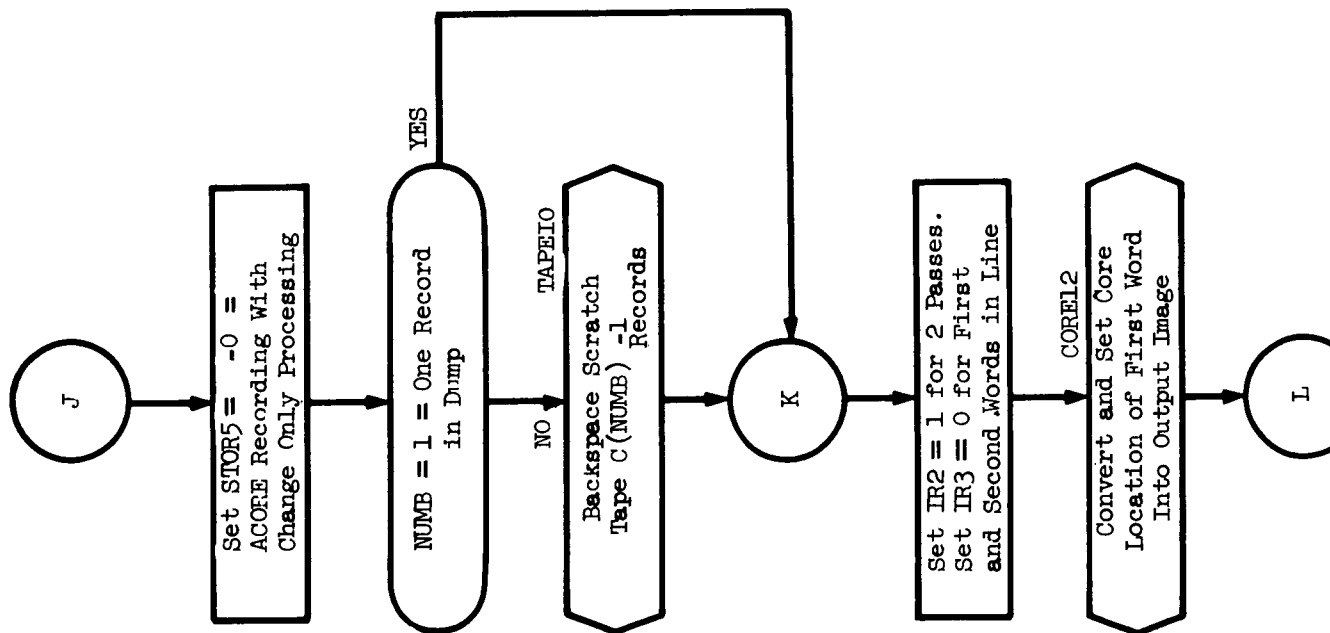 J
Set STOR5 = -0 =
ACORE Recording With
Change Only Processing
NUMB = 1 = One Record
in Dump
YES
NO
TAPEIO
Backspace Scratch
Tape C(NUMB) -1
Records
K
Set IR2 = 1 for 2 Passes.
Set IR3 = 0 for First
and Second Words in Line
CORE12
Convert and Set Core
Location of First Word
Into Output Image
L